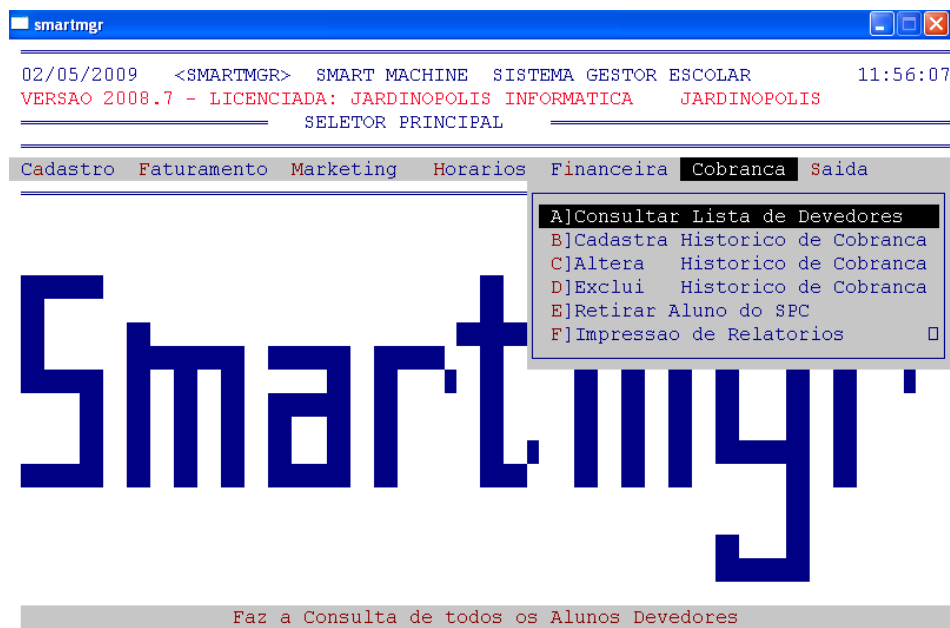 smartmgr
02/05/2009 <SMARTMGR> SMART MACHINE SISTEMA GESTOR ESCOLAR 11:56:07
VERSAO 2008.7 - LICENCIADA: JARDINOPOLIS INFORMATICA JARDINOPOLIS
SELETOR PRINCIPAL
Cadastro Faturamento Marketing Horarios Financeira Cobranca Saida
A]Consultar Lista de Devedores
B]Cadastra Historico de Cobranca
C]Altera Historico de Cobranca
D]Exclui Historico de Cobranca
E]Retirar Aluno do SPC
F]Impressao de Relatorios
Smartmgr
Faz a Consulta de todos os Alunos Devedores